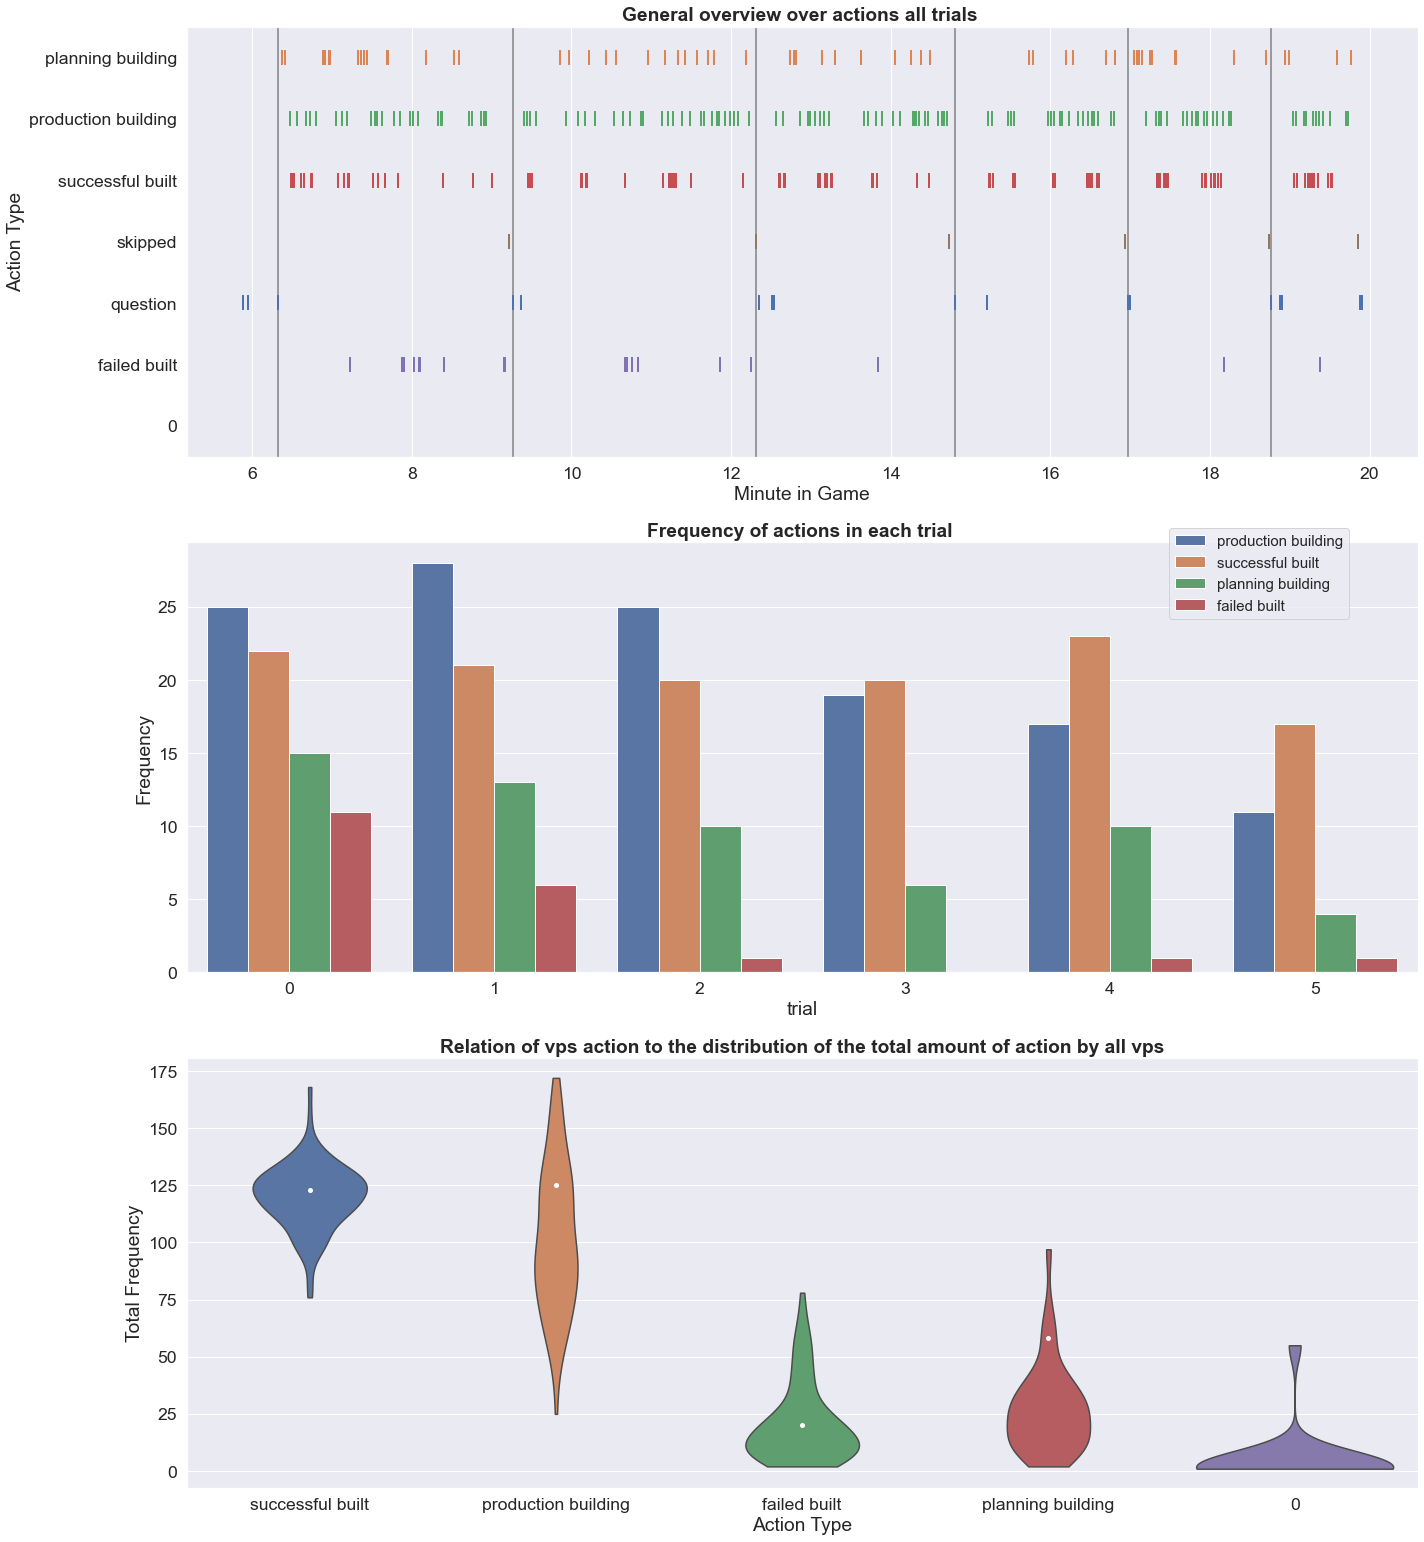 General overview over actions all trials
planning building
production building
successful built
skipped
question
failed built
0
Action Type
6 8 10 12 14 16 18 20
Minute in Game
Frequency of actions in each trial
production building
successful built
planning building
failed built
25
20
15
10
5
0
Frequency
0 1 2 3 4 5
trial
Relation of vps action to the distribution of the total amount of action by all vps
175
150
125
100
75
50
25
0
Total Frequency
successful built production building failed built planning building 0
Action Type